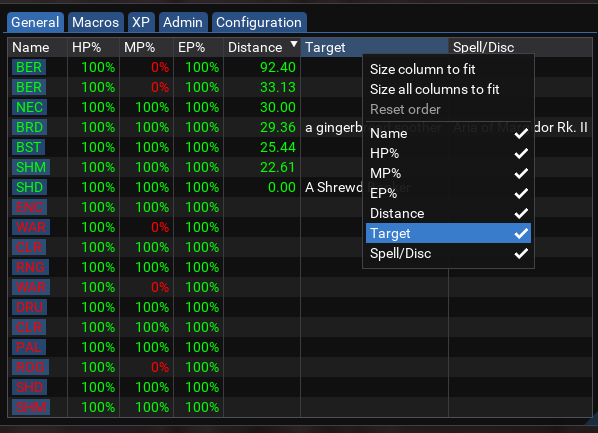 General Macros XP Admin Configuration
Name HP% MP% EP% Distance Target Spell/Disc
BER 100% 0% 100% 92.40
BER 100% 0% 100% 33.13
NEC 100% 100% 100% 30.00
BRD 100% 100% 100% 29.36 a gingerb dor Rk. II
BST 100% 100% 100% 25.44
SHM 100% 100% 100% 22.61
SHD 100% 100% 100% 0.00 A Shrewd
ENC 100% 100% 100%
WAR 100% 0% 100%
CLR 100% 100% 100%
RNG 100% 100% 100%
WAR 100% 0% 100%
DRU 100% 100% 100%
CLR 100% 100% 100%
PAL 100% 100% 100%
ROG 100% 0% 100%
SHD 100% 100% 100%
SHM 100% 100% 100%
Size column to fit
Size all columns to fit
Reset order
Name
HP%
MP%
EP%
Distance
Target
Spell/Disc